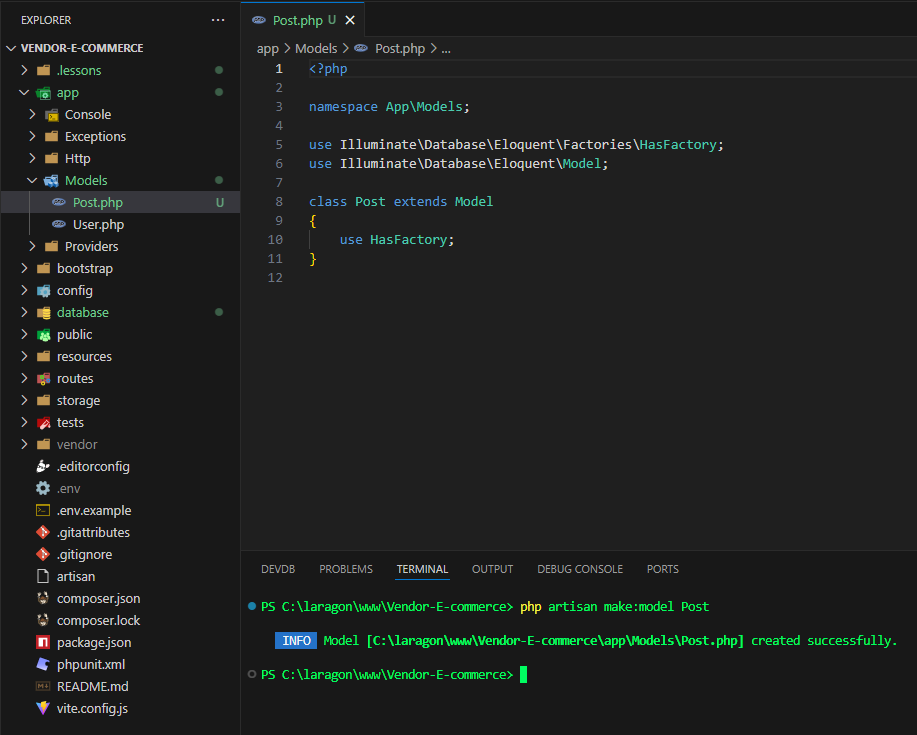 EXPLORER
...
VENDOR-E-COMMERCE
.lessons
app
Console
Exceptions
Http
Models
Post.php U
User.php
Providers
bootstrap
config
database
public
resources
routes
storage
tests
vendor
.editorconfig
.env
.env.example
.gitattributes
.gitignore
artisan
composer.json
composer.lock
package.json
phpunit.xml
README.md
vite.config.js
Post.php U
app > Models > Post.php > ...
1 <?php
2
3 namespace App\Models;
4
5 use Illuminate\Database\Eloquent\Factories\HasFactory;
6 use Illuminate\Database\Eloquent\Model;
7
8 class Post extends Model
9 {
10 use HasFactory;
11 }
12
DEVDB PROBLEMS TERMINAL OUTPUT DEBUG CONSOLE PORTS
PS C:\laragon\www\Vendor-E-commerce> php artisan make:model Post
INFO Model [C:\laragon\www\Vendor-E-commerce\app\Models\Post.php] created successfully.
PS C:\laragon\www\Vendor-E-commerce>